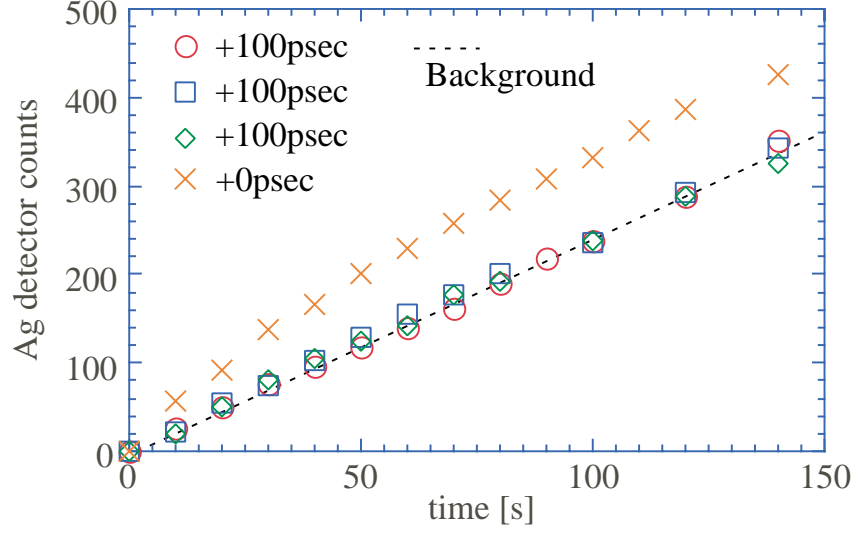 500
400
300
200
100
0
Ag detector counts
+100psec
+100psec
+100psec
+0psec
Background
0
50
100
150
time [s]